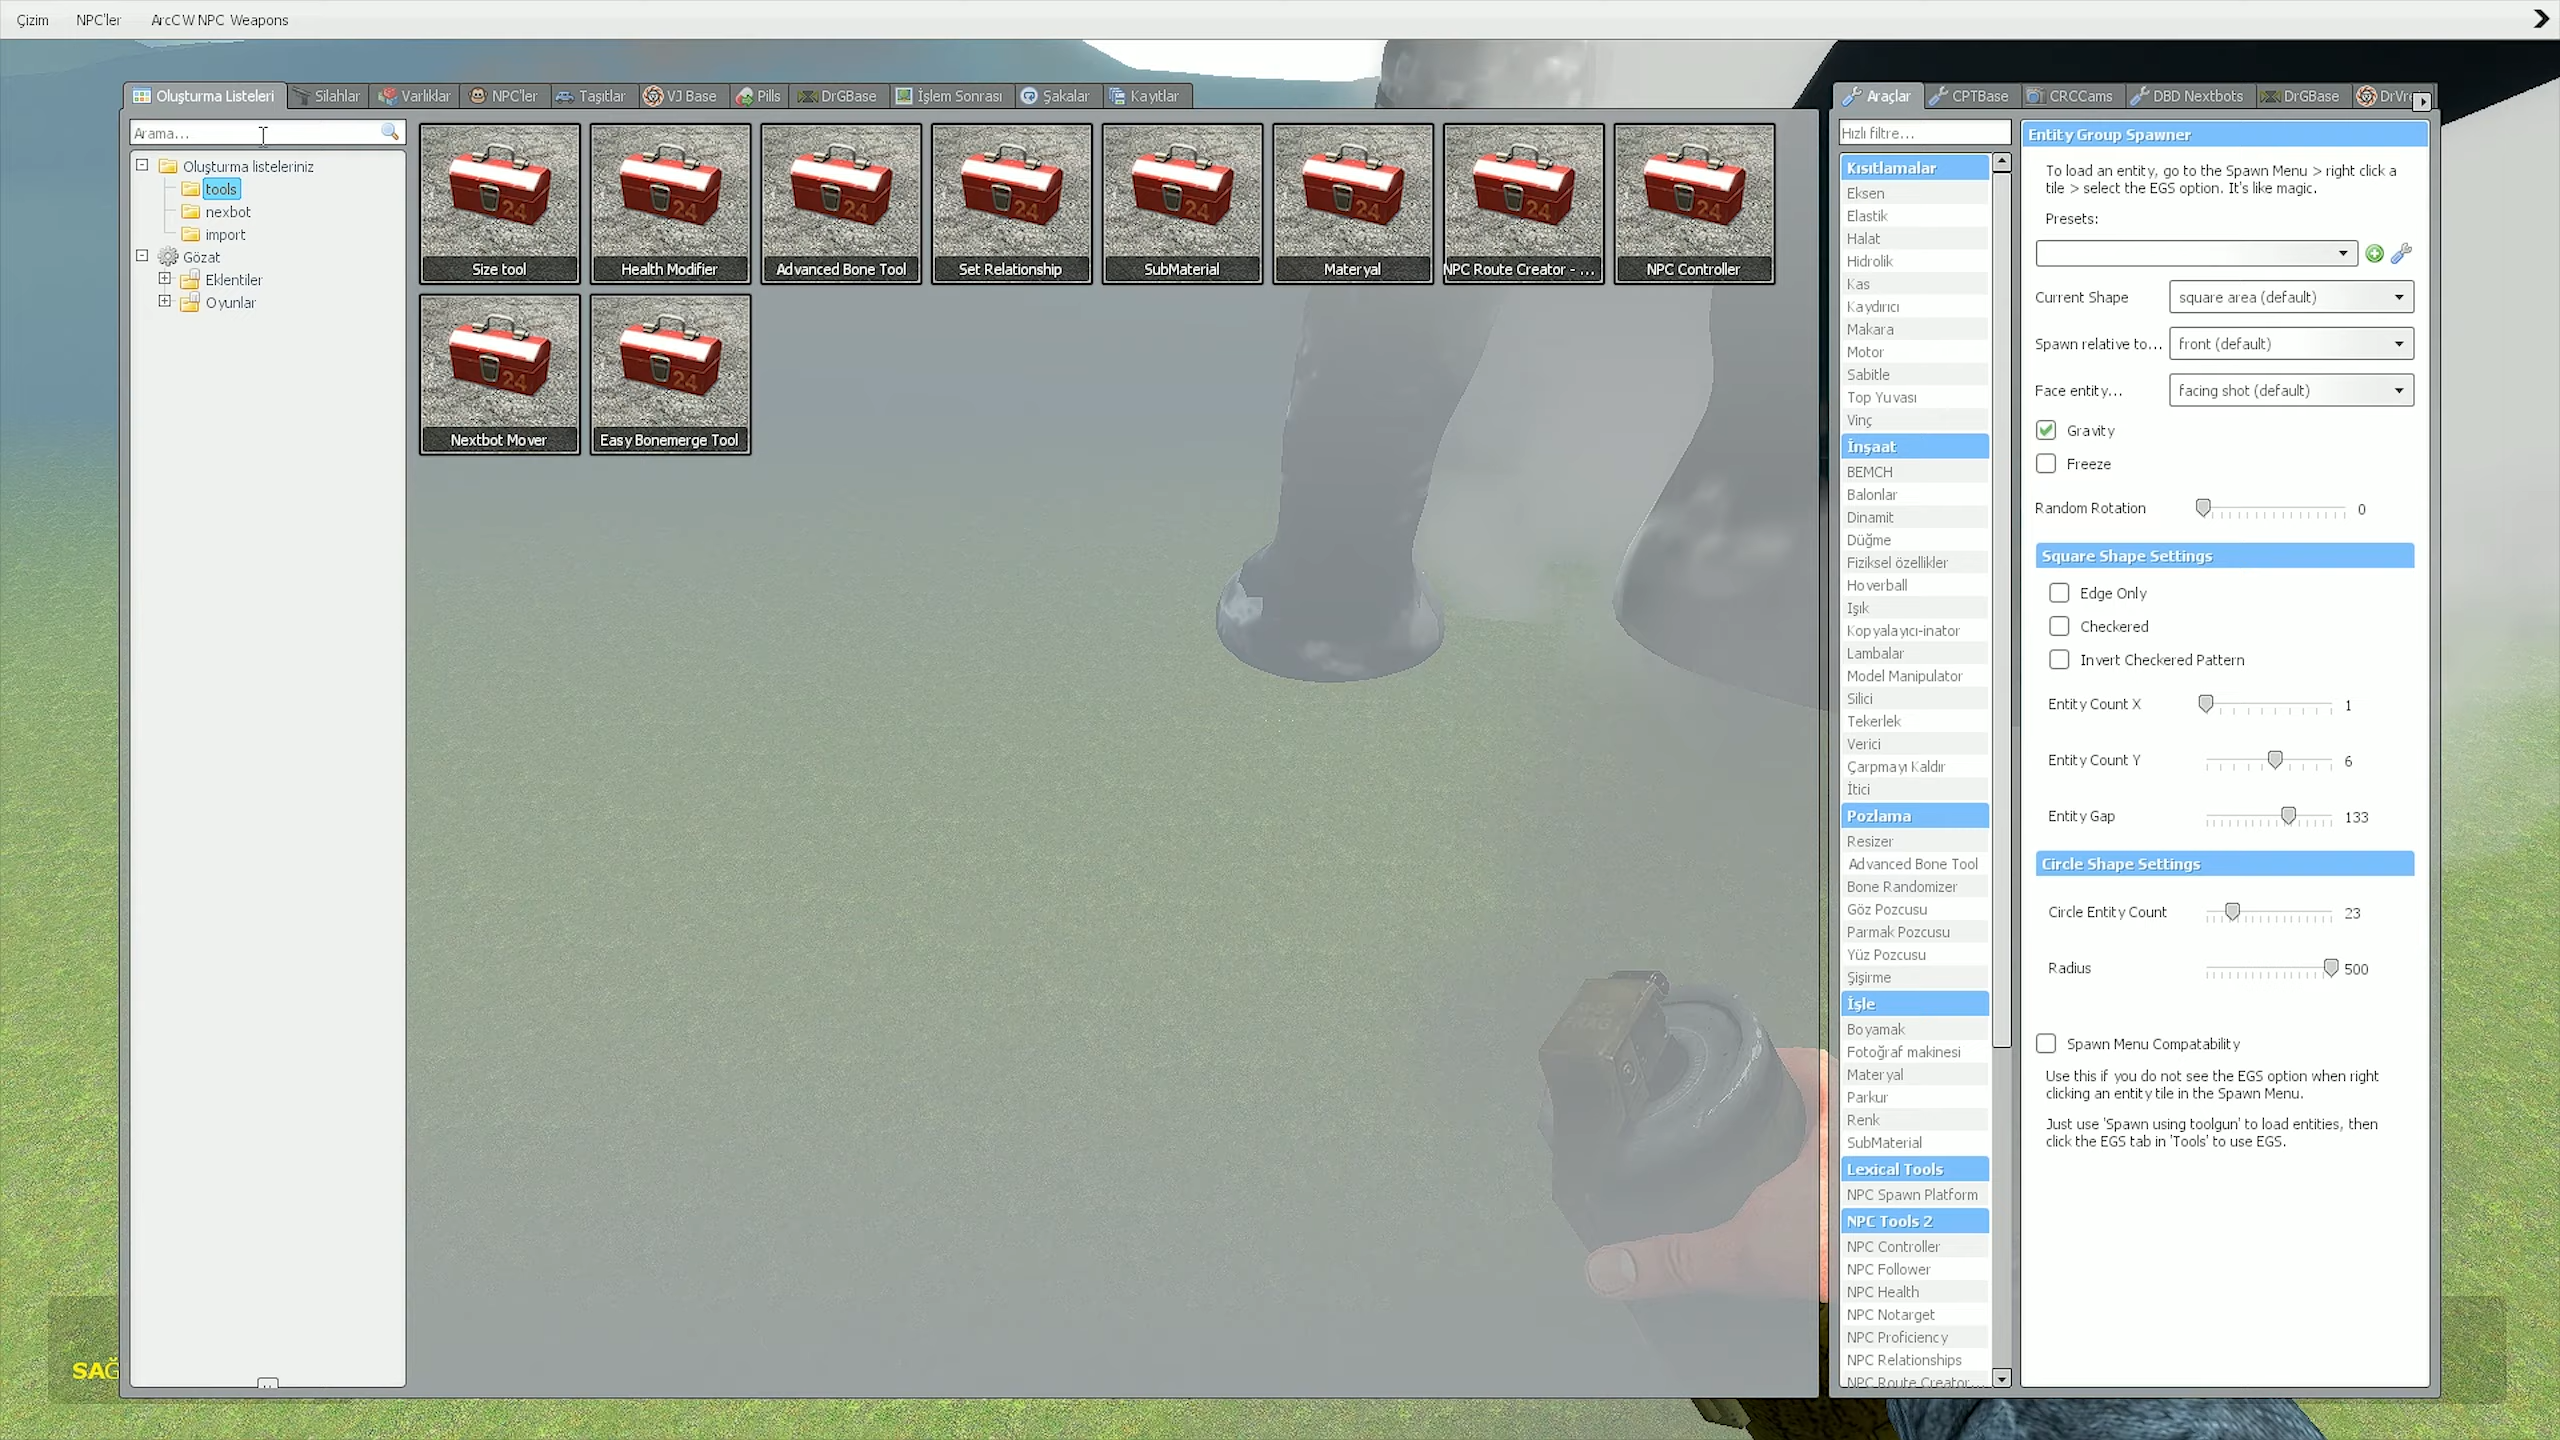 Çizim NPC'ler ArcCW NPC Weapons
Oluşturma Listeleri Silahlar Varlıklar NPC'ler Taşıtlar VJ Base Pills DrGBase İşlem Sonrası Şakalar Kayıtlar
Arama...
Oluşturma listeleriniz
tools
nexbot
import
Gözat
Eklentiler
Oyunlar
Size tool
Health Modifier
Advanced Bone Tool
Set Relationship
SubMaterial
Materyal
NPC Route Creator - ...
NPC Controller
Nextbot Mover
Easy Bonemerge Tool
SAĞ
Araçlar CPTBase CRCCams DBD Nextbots DrGBase
Hızlı filtre...
Kısıtlamalar
Eksen
Elastik
Halat
Hidrolik
Kas
Kaydırıcı
Makara
Motor
Sabitle
Top Yuvası
Vinç
İnşaat
BEMCH
Balonlar
Dinamit
Düğme
Fiziksel özellikler
Hoverball
Işık
Kopyalayıcı-inator
Lambalar
Model Manipulator
Silici
Tekerlek
Verici
Çarpmayı Kaldır
İtici
Pozlama
Resizer
Advanced Bone Tool
Bone Randomizer
Göz Pozcusu
Parmak Pozcusu
Yüz Pozcusu
Şişirme
İşle
Boyamak
Fotoğraf makinesi
Materyal
Parkur
Renk
SubMaterial
Lexical Tools
NPC Spawn Platform
NPC Tools 2
NPC Controller
NPC Follower
NPC Health
NPC Notarget
NPC Proficiency
NPC Relationships
NPC Route Creator...
Entity Group Spawner
To load an entity, go to the Spawn Menu > right click a
tile > select the EGS option. It's like magic.
Presets:
Current Shape square area (default)
Spawn relative to... front (default)
Face entity... facing shot (default)
Gravity
Freeze
Random Rotation 0
Square Shape Settings
Edge Only
Checkered
Invert Checkered Pattern
Entity Count X 1
Entity Count Y 6
Entity Gap 133
Circle Shape Settings
Circle Entity Count 23
Radius 500
Spawn Menu Compatability
Use this if you do not see the EGS option when right
clicking an entity tile in the Spawn Menu.
Just use 'Spawn using toolgun' to load entities, then
click the EGS tab in 'Tools' to use EGS.